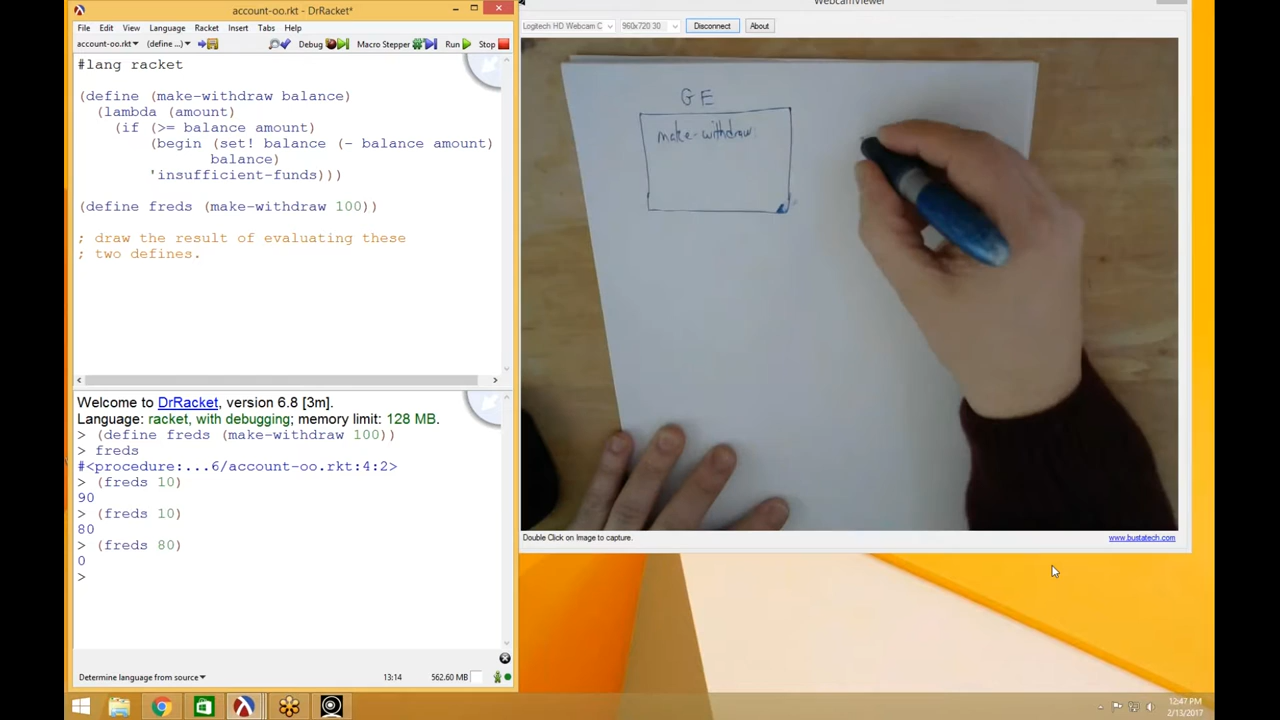 account-oo.rkt - DrRacket*
File Edit View Language Racket Insert Tabs Help
account-oo.rkt▾ (define ...)▾ Debug Macro Stepper Run Stop
#lang racket
(define (make-withdraw balance)
(lambda (amount)
(if (>= balance amount)
(begin (set! balance (- balance amount)
balance)
'insufficient-funds)))
(define freds (make-withdraw 100))
; draw the result of evaluating these
; two defines.
Welcome to DrRacket, version 6.8 [3m].
Language: racket, with debugging; memory limit: 128 MB.
> (define freds (make-withdraw 100))
> freds
#<procedure:...6/account-oo.rkt:4:2>
> (freds 10)
90
> (freds 10)
80
> (freds 80)
0
>
Determine language from source▾ 13:14 562.60 MB
WebcamViewer
Logitech HD Webcam C 960x720 30 Disconnect About
G E
make-withdraw:
Double Click on Image to capture. www.bustatech.com
12:47 PM
2/13/2017